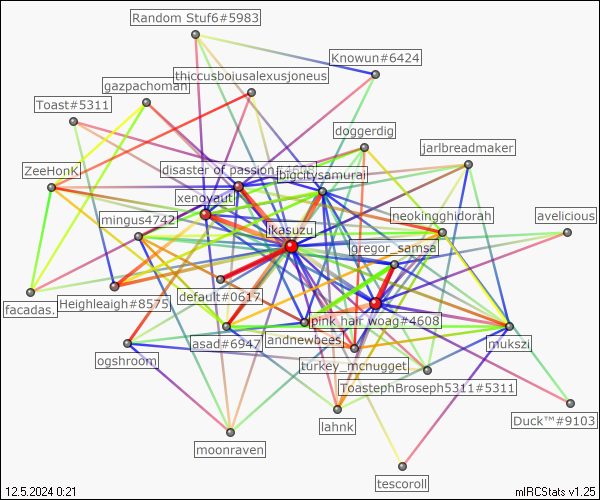 Random Stuf6#5983
Knowun#6424
thiccusboiusalexusjoneus
gazpachoman
Toast#5311
doggerdig
jarlbreadmaker
ZeeHonK
disaster of passion.#4608
bigcitysamurai
xenoyaut
mingus4742
neokingghidorah
avelicious
ikasuzu
gregor_samsa
facadas.
Heighleaigh#8575
default#0617
pink hair woag#4608
asad#6947
andnewbees
mukszi
ogshroom
turkey_mcnugget
ToastephBroseph5311#5311
lahnk
Duck™#9103
moonraven
tescoroll
12.5.2024 0:21
mIRCStats v1.25